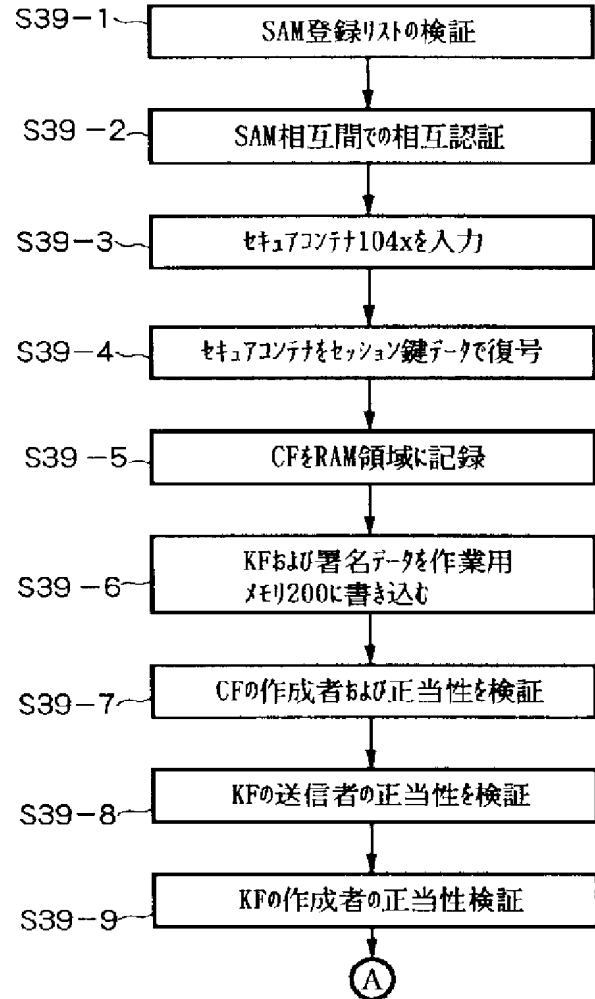 S39-1 SAM登録リストの検証
S39-2 SAM相互間での相互認証
S39-3 セキュアコンテナ104xを入力
S39-4 セキュアコンテナをセッション鍵データで復号
S39-5 CFをRAM領域に記録
S39-6 KFおよび署名データを作業用
メモリ200に書き込む
S39-7 CFの作成者および正当性を検証
S39-8 KFの送信者の正当性を検証
S39-9 KFの作成者の正当性検証
A